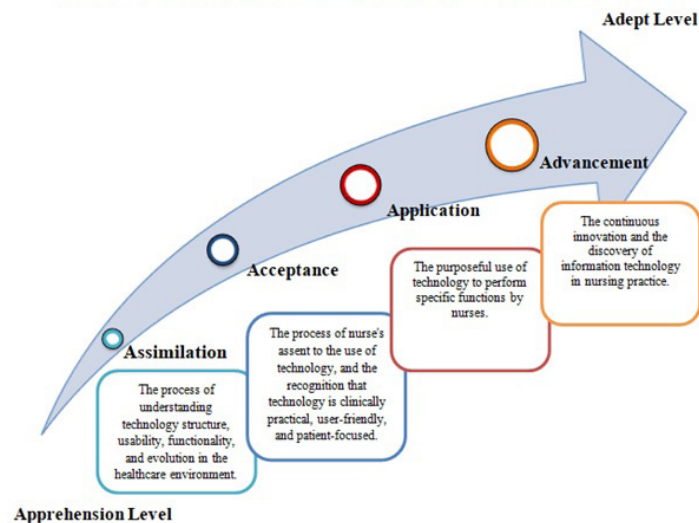 Adept Level
Advancement
The continuous
innovation and the
discovery of
information technology
in nursing practice.
Application
The purposeful use of
technology to perform
specific functions by
nurses.
Acceptance
The process of nurse's
assent to the use of
technology, and the
recognition that
technology is clinically
practical, user-friendly,
and patient-focused.
Assimilation
The process of
understanding
technology structure,
usability, functionality,
and evolution in the
healthcare environment.
Apprehension Level